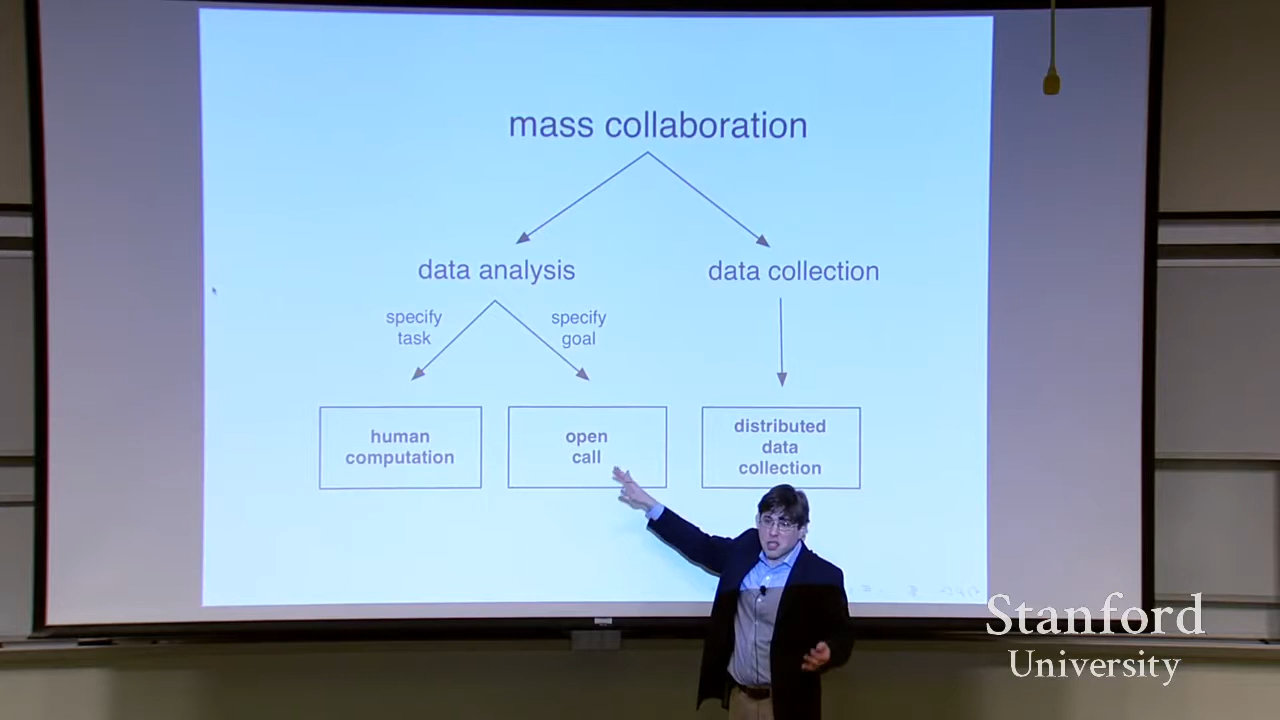 mass collaboration
data analysis
data collection
specify
task
specify
goal
human
computation
open
call
distributed
data
collection
Stanford
University